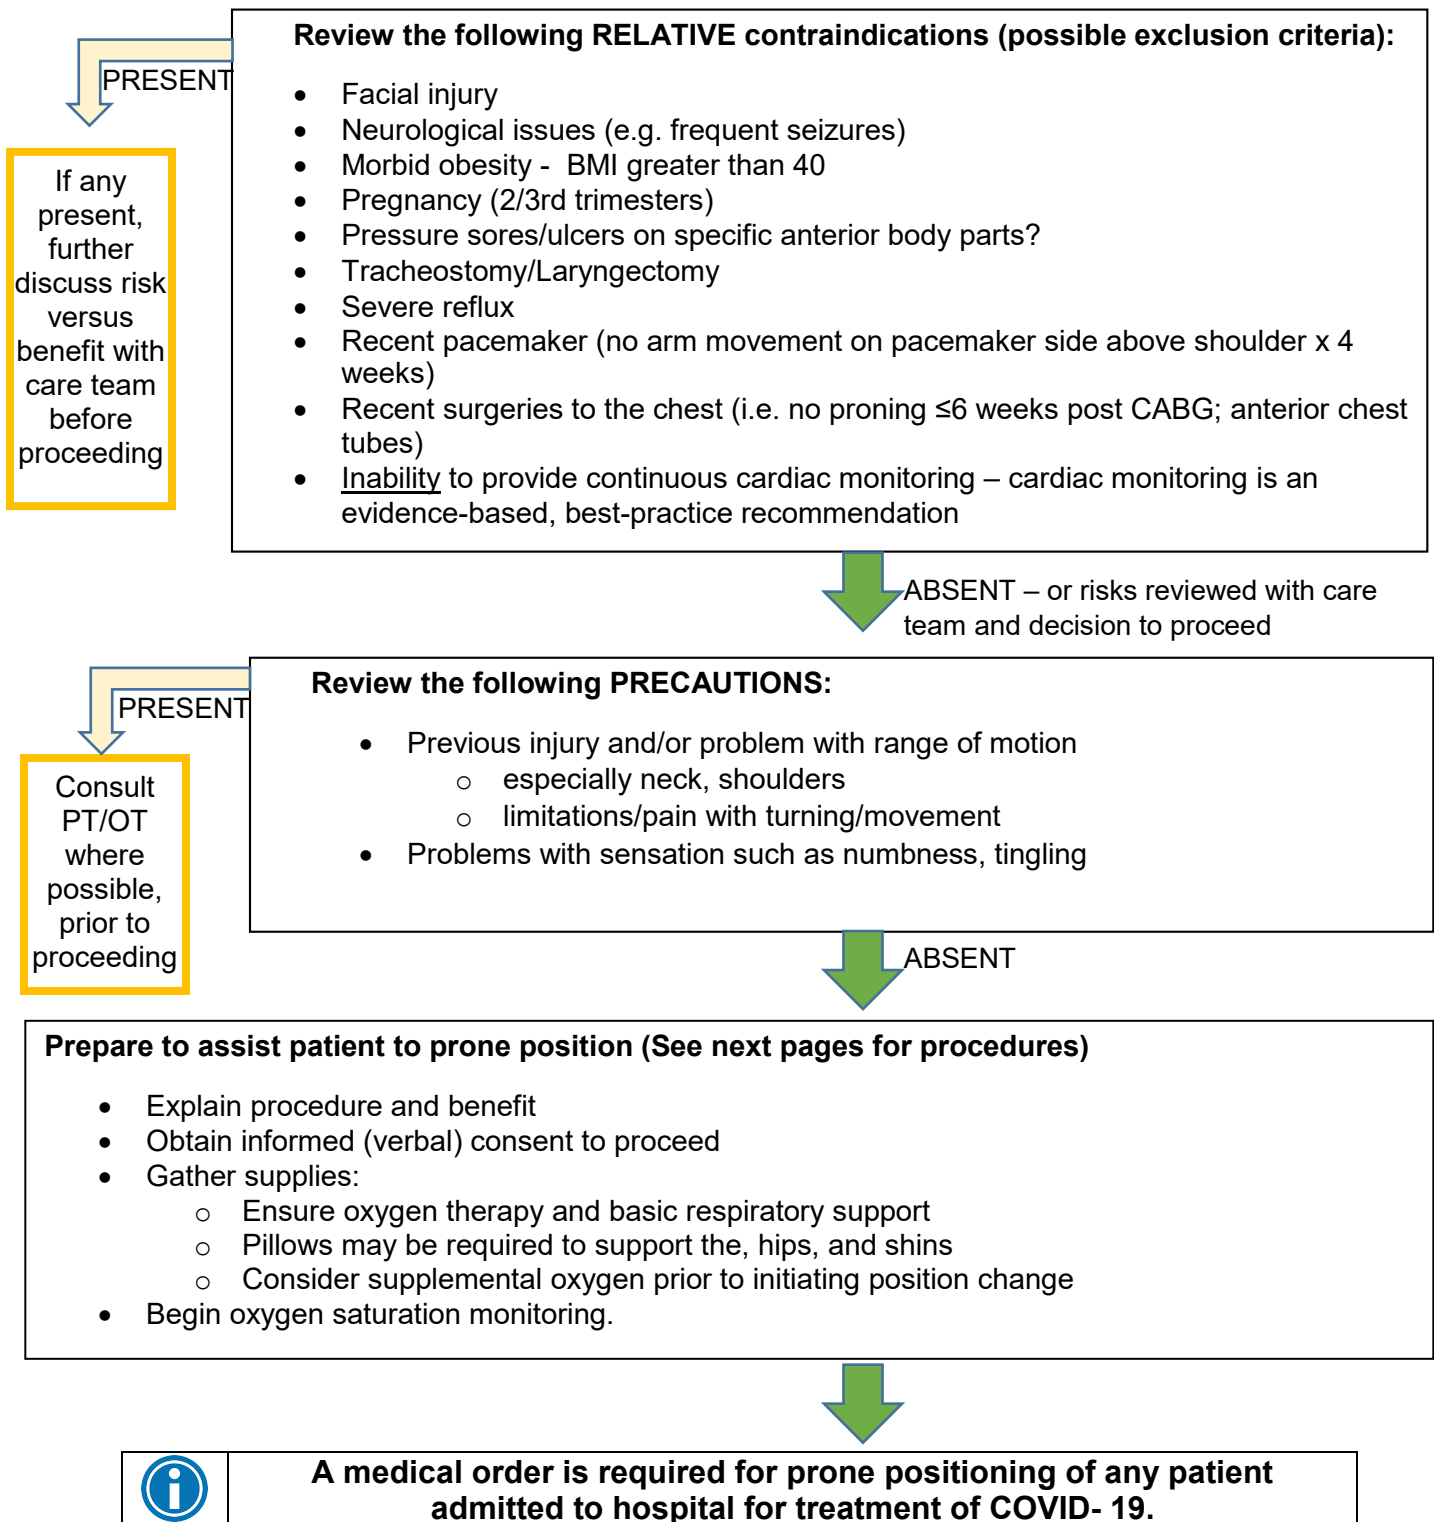 Review the following RELATIVE contraindications (possible exclusion criteria):
PRESENT
• Facial injury
• Neurological issues (e.g. frequent seizures)
• Morbid obesity - BMI greater than 40
• Pregnancy (2/3rd trimesters)
• Pressure sores/ulcers on specific anterior body parts?
• Tracheostomy/Laryngectomy
• Severe reflux
• Recent pacemaker (no arm movement on pacemaker side above shoulder x 4
weeks)
• Recent surgeries to the chest (i.e. no proning ≤6 weeks post CABG; anterior chest
tubes)
• Inability to provide continuous cardiac monitoring – cardiac monitoring is an
evidence-based, best-practice recommendation
If any
present,
further
discuss risk
versus
benefit with
care team
before
proceeding
ABSENT – or risks reviewed with care
team and decision to proceed
Review the following PRECAUTIONS:
PRESENT
• Previous injury and/or problem with range of motion
o especially neck, shoulders
o limitations/pain with turning/movement
• Problems with sensation such as numbness, tingling
Consult
PT/OT
where
possible,
prior to
proceeding
ABSENT
Prepare to assist patient to prone position (See next pages for procedures)
• Explain procedure and benefit
• Obtain informed (verbal) consent to proceed
• Gather supplies:
o Ensure oxygen therapy and basic respiratory support
o Pillows may be required to support the, hips, and shins
o Consider supplemental oxygen prior to initiating position change
• Begin oxygen saturation monitoring.
A medical order is required for prone positioning of any patient
admitted to hospital for treatment of COVID- 19.